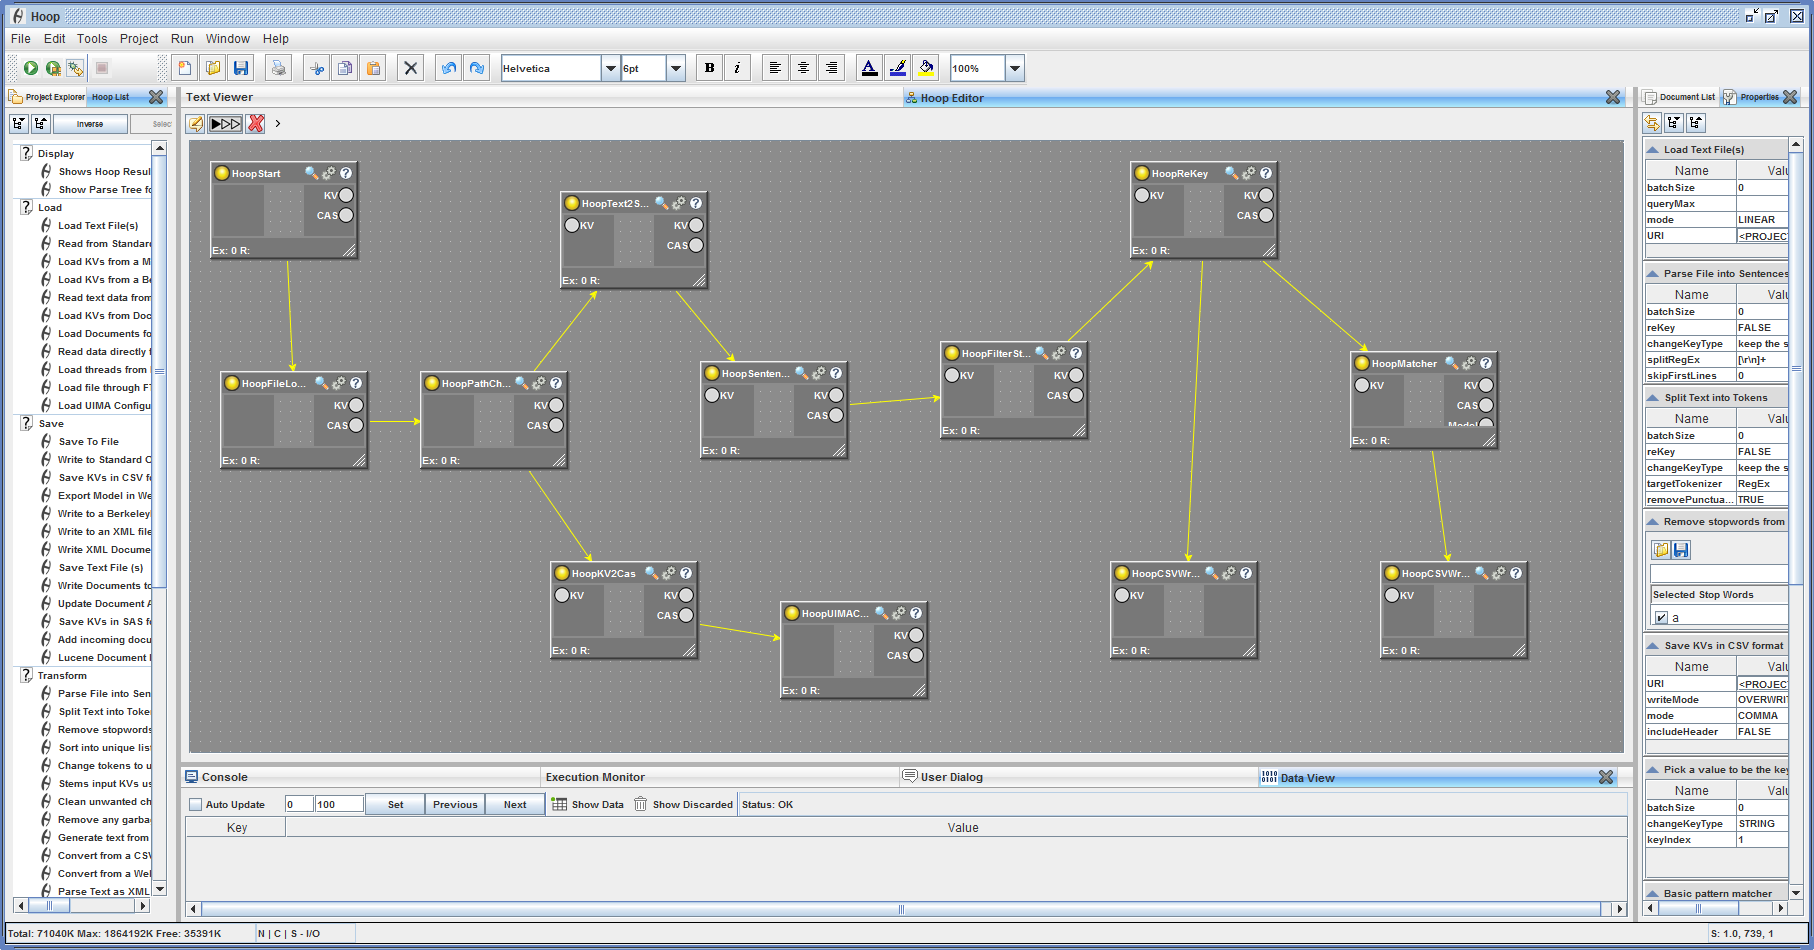 Hoop
File Edit Tools Project Run Window Help
Helvetica 6pt B i A 100%
Project Explorer Hoop List
Inverse Selec
Display
Shows Hoop Resul
Show Parse Tree fo
Load
Load Text File(s)
Read from Standard
Load KVs from a M
Load KVs from a Be
Read text data from
Load KVs from Doc
Load Documents fo
Read data directly f
Load threads from
Load file through FT
Load UIMA Configu
Save
Save To File
Write to Standard O
Save KVs in CSV fo
Export Model in We
Write to a Berkeley
Write to an XML file
Write XML Docume
Save Text File (s)
Write Documents to
Update Document A
Save KVs in SAS fo
Add incoming docu
Lucene Document
Transform
Parse File into Sen
Split Text into Toke
Remove stopwords
Sort into unique lis
Change tokens to u
Stems input KVs us
Clean unwanted ch
Remove any garba
Generate text from
Convert from a CSV
Convert from a Wel
Parse Text as XML
Text Viewer
Hoop Editor
HoopStart ?
KV
CAS
Ex: 0 R:
HoopText2S... ?
KV KV
CAS
Ex: 0 R:
HoopReKey ?
KV KV
CAS
Ex: 0 R:
HoopFileLo... ?
KV
CAS
Ex: 0 R:
HoopPathCh... ?
KV
CAS
Ex: 0 R:
HoopSenten... ?
KV KV
CAS
Ex: 0 R:
HoopFilterSt... ?
KV KV
CAS
Ex: 0 R:
HoopMatcher ?
KV KV
CAS
Model
Ex: 0 R:
HoopKV2Cas ?
KV KV
CAS
Ex: 0 R:
HoopUIMAC... ?
KV
CAS
Ex: 0 R:
HoopCSVWr... ?
KV
Ex: 0 R:
HoopCSVWr... ?
KV
Ex: 0 R:
Document List Properties
Load Text File(s)
Name Valu
batchSize 0
queryMax
mode LINEAR
URI <PROJEC
Parse File into Sentences
Name Valu
batchSize 0
reKey FALSE
changeKeyType keep the s
splitRegEx [\r\n]+
skipFirstLines 0
Split Text into Tokens
Name Valu
batchSize 0
reKey FALSE
changeKeyType keep the s
targetTokenizer RegEx
removePunctua... TRUE
Remove stopwords from
Selected Stop Words
a
Save KVs in CSV format
Name Valu
URI <PROJEC
writeMode OVERWRI
mode COMMA
includeHeader FALSE
Pick a value to be the key
Name Valu
batchSize 0
changeKeyType STRING
keyIndex 1
Basic pattern matcher
Console Execution Monitor User Dialog Data View
Auto Update 0 100 Set Previous Next Show Data Show Discarded Status: OK
Key Value
Total: 71040K Max: 1864192K Free: 35391K N | C | S - I/O S: 1.0, 739, 1